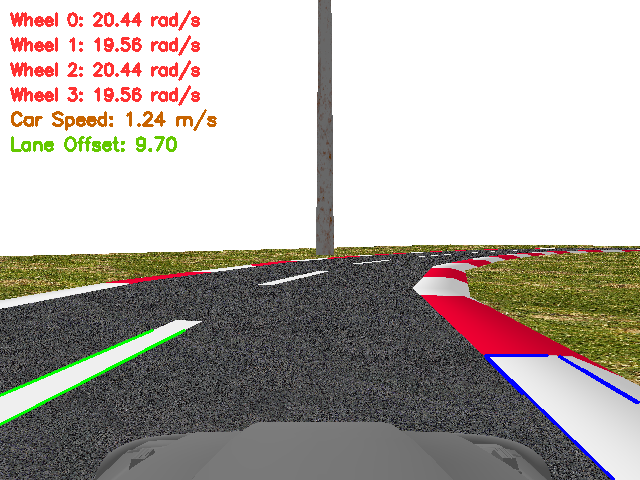 Wheel 0: 20.44 rad/s
Wheel 1: 19.56 rad/s
Wheel 2: 20.44 rad/s
Wheel 3: 19.56 rad/s
Car Speed: 1.24 m/s
Lane Offset: 9.70